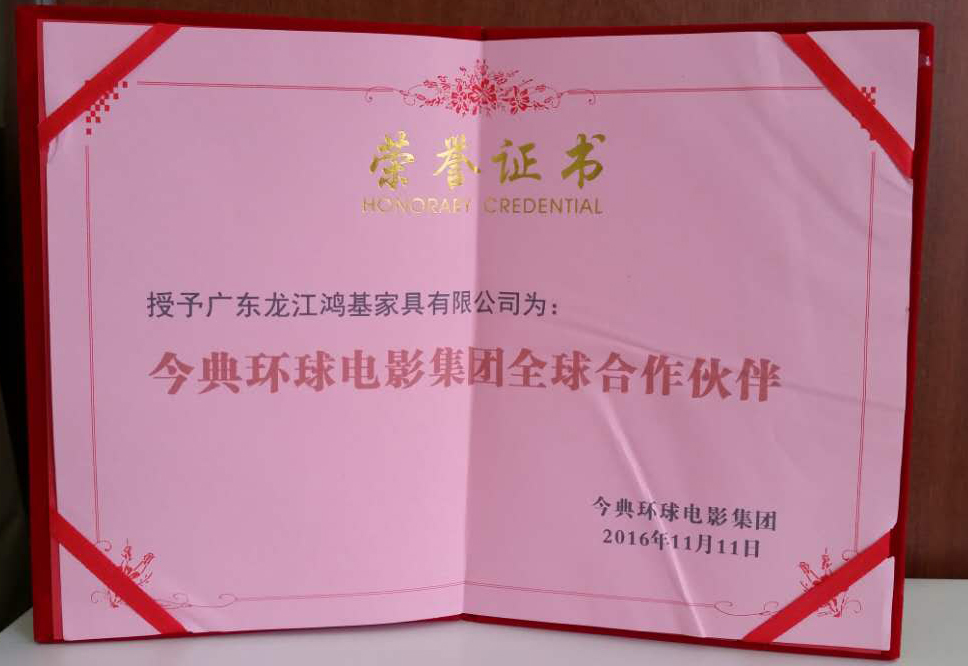 荣誉证书
HONORARY CREDENTIAL
授予广东龙江鸿基家具有限公司为：
今典环球电影集团全球合作伙伴
今典环球电影集团
2016年11月11日